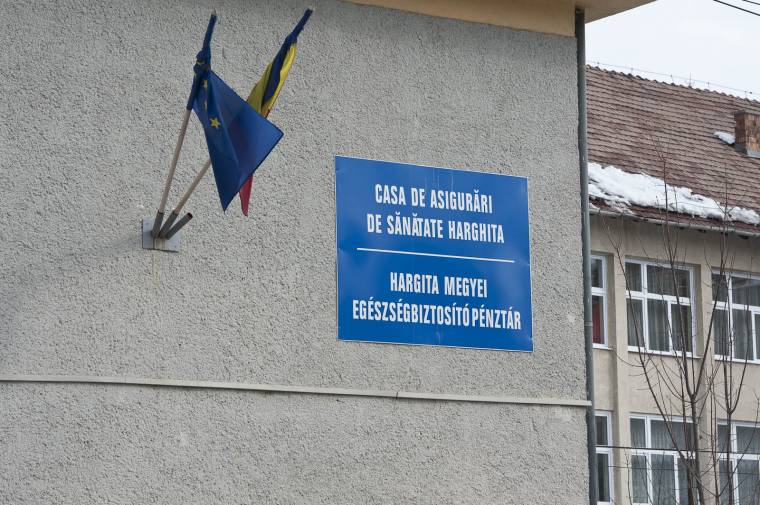 CASA DE ASIGURĂRI
DE SĂNĂTATE HARGHITA
HARGITA MEGYEI
EGÉSZSÉGBIZTOSÍTÓ PÉNZTÁR